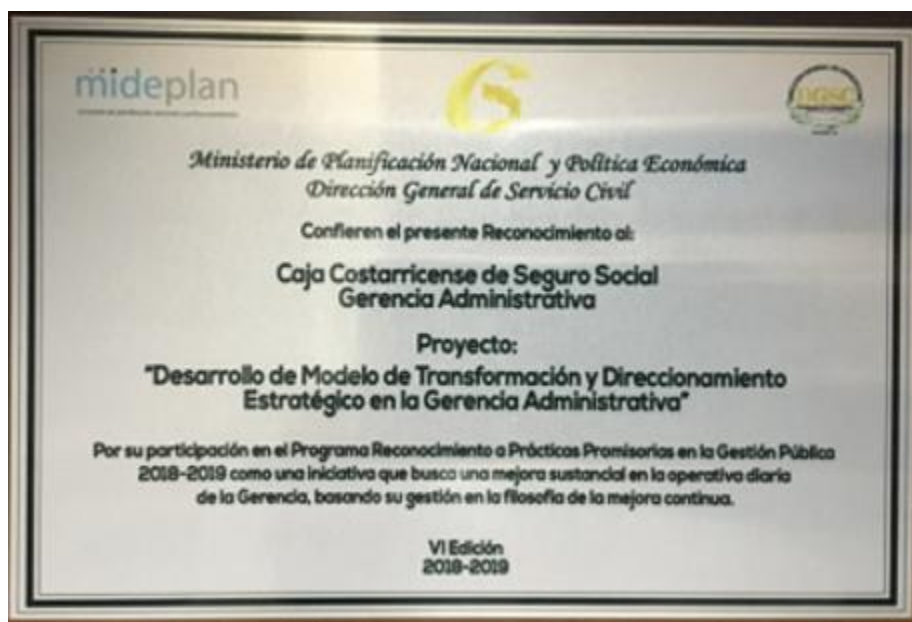 mideplan
DGSC
Ministerio de Planificación Nacional y Política Económica
Dirección General de Servicio Civil
Confieren el presente Reconocimiento al:
Caja Costarricense de Seguro Social
Gerencia Administrativa
Proyecto:
"Desarrollo de Modelo de Transformación y Direccionamiento
Estratégico en la Gerencia Administrativa"
Por su participación en el Programa Reconocimiento a Prácticas Promisorias en la Gestión Pública
2018-2019 como una iniciativa que busca una mejora sustancial en la operativa diaria
de la Gerencia, basando su gestión en la filosofía de la mejora continua.
VI Edición
2018-2019